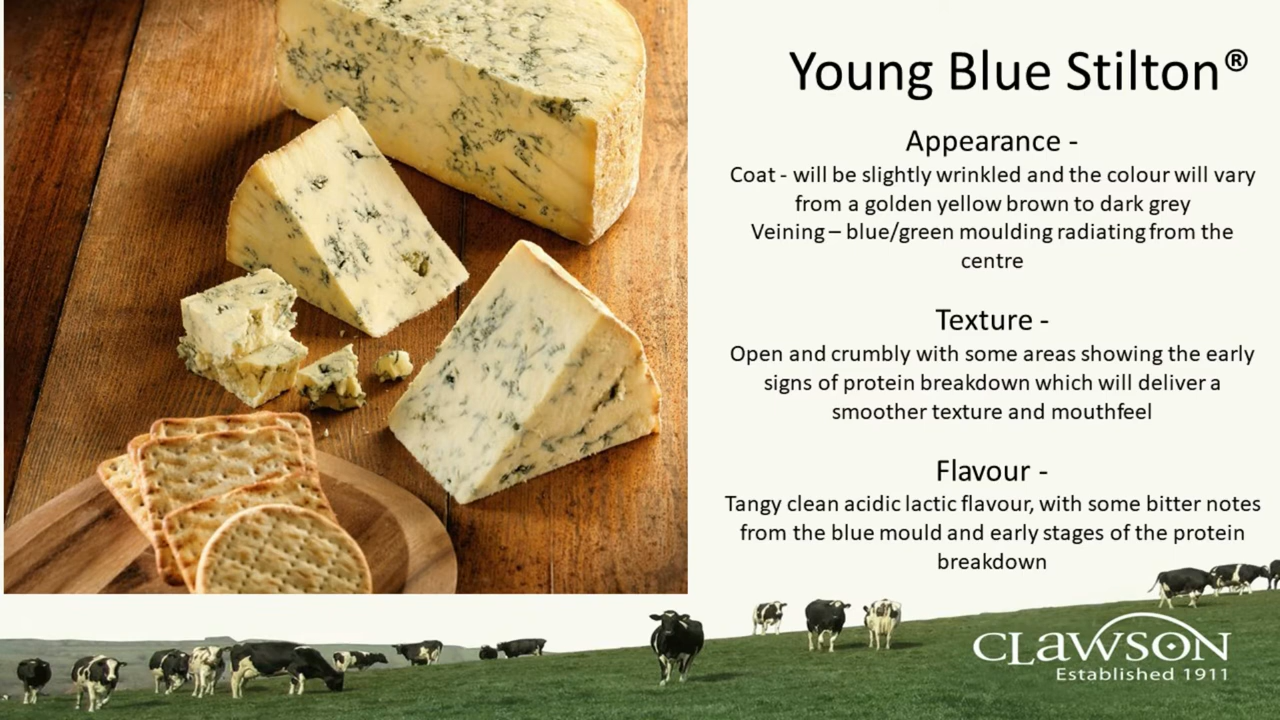 Young Blue Stilton®
Appearance -
Coat - will be slightly wrinkled and the colour will vary
from a golden yellow brown to dark grey
Veining – blue/green moulding radiating from the
centre
Texture -
Open and crumbly with some areas showing the early
signs of protein breakdown which will deliver a
smoother texture and mouthfeel
Flavour -
Tangy clean acidic lactic flavour, with some bitter notes
from the blue mould and early stages of the protein
breakdown
CLAWSON
Established 1911